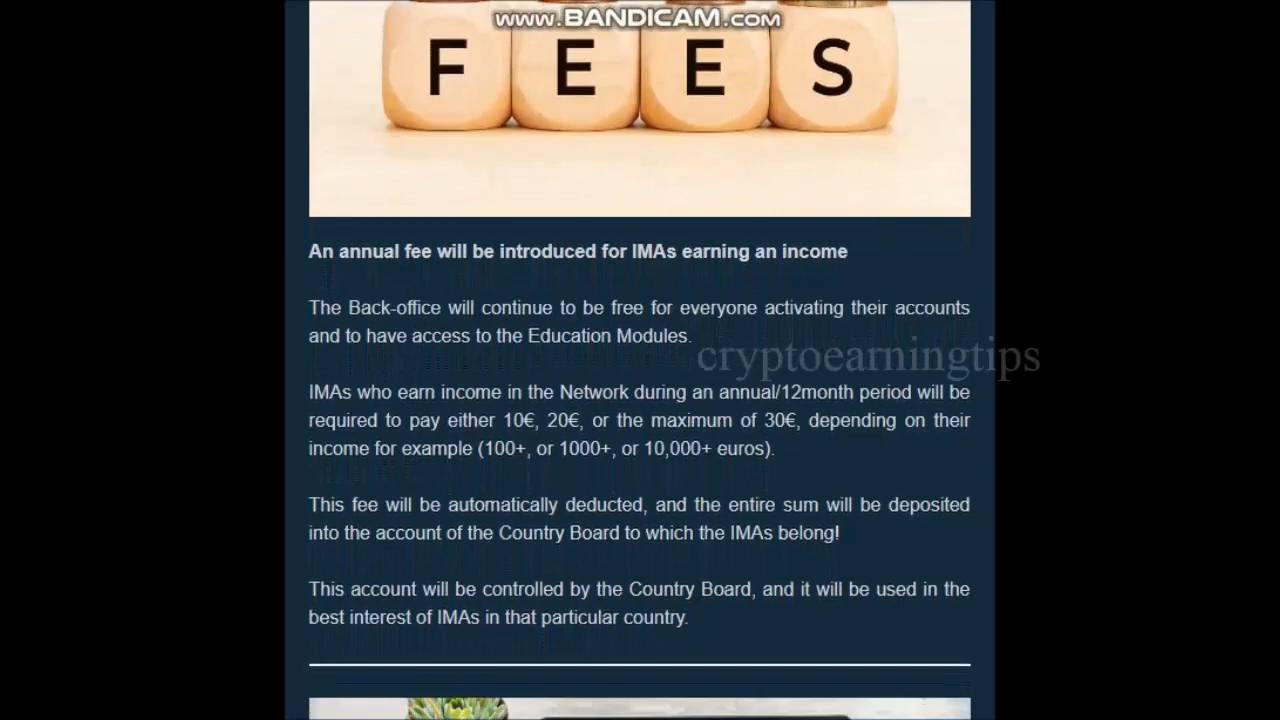 www.BANDICAM.com
FEES
An annual fee will be introduced for IMAs earning an income
The Back-office will continue to be free for everyone activating their accounts
and to have access to the Education Modules.
cryptoearningtips
IMAs who earn income in the Network during an annual/12month period will be
required to pay either 10€, 20€, or the maximum of 30€, depending on their
income for example (100+, or 1000+, or 10,000+ euros).
This fee will be automatically deducted, and the entire sum will be deposited
into the account of the Country Board to which the IMAs belong!
This account will be controlled by the Country Board, and it will be used in the
best interest of IMAs in that particular country.